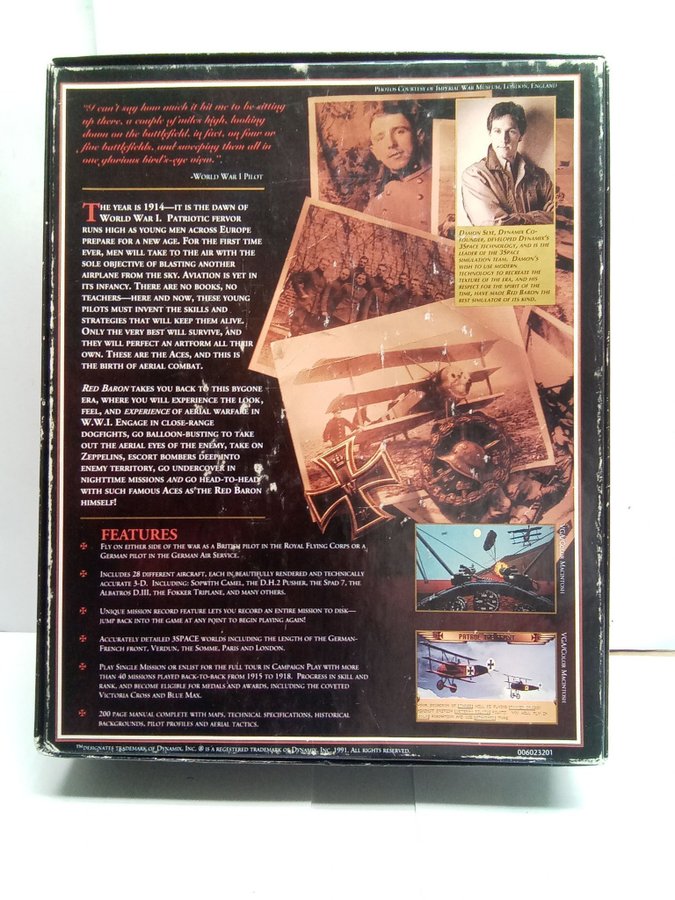 Photos Courtesy of Imperial War Museum, London, England
"I can't say how much it hit me to be sitting
up there, a couple of miles high, looking
down on the battlefield, in fact, on four or
five battlefields, and sweeping them all in
one glorious bird's-eye view."
-World War I Pilot
The year is 1914—it is the dawn of
World War I. Patriotic fervor
runs high as young men across Europe
prepare for a new age. For the first time
ever, men will take to the air with the
sole objective of blasting another
airplane from the sky. Aviation is yet in
its infancy. There are no books, no
teachers—here and now, these young
pilots must invent the skills and
strategies that will keep them alive.
Only the very best will survive, and
they will perfect an artform all their
own. These are the Aces, and this is
the birth of aerial combat.
Red Baron takes you back to this bygone
era, where you will experience the look,
feel, and experience of aerial warfare in
W.W.I. Engage in close-range
dogfights, go balloon-busting to take
out the aerial eyes of the enemy, take on
Zeppelins, escort bombers deep into
enemy territory, go undercover in
nighttime missions and go head-to-head
with such famous Aces as the Red Baron
himself!
Damon Slye, Dynamix Co-
founder, developed Dynamix's
3Space technology, and is the
leader of the 3Space
simulation team. Damon's
wish to use modern
technology to recreate the
texture of the era, and his
respect for the spirit of the
time, have made Red Baron the
best simulator of its kind.
FEATURES
Fly on either side of the war as a British pilot in the Royal Flying Corps or a
German pilot in the German Air Service.
Includes 28 different aircraft, each in beautifully rendered and technically
accurate 3-D. Including: Sopwith Camel, the D.H.2 Pusher, the Spad 7, the
Albatros D.III, the Fokker Triplane, and many others.
Unique mission record feature lets you record an entire mission to disk—
jump back into the game at any point to begin playing again!
Accurately detailed 3SPACE worlds including the length of the German-
French front, Verdun, the Somme, Paris and London.
Play Single Mission or enlist for the full tour in Campaign Play with more
than 40 missions played back-to-back from 1915 to 1918. Progress in skill and
rank, and become eligible for medals and awards, including the coveted
Victoria Cross and Blue Max.
200 page manual complete with maps, technical specifications, historical
backgrounds, pilot profiles and aerial tactics.
VGA/Color Macintosh
VGA/Color Macintosh
™designates trademark of Dynamix, Inc. ® is a registered trademark of Dynamix, Inc. 1991. All rights reserved.
006023201